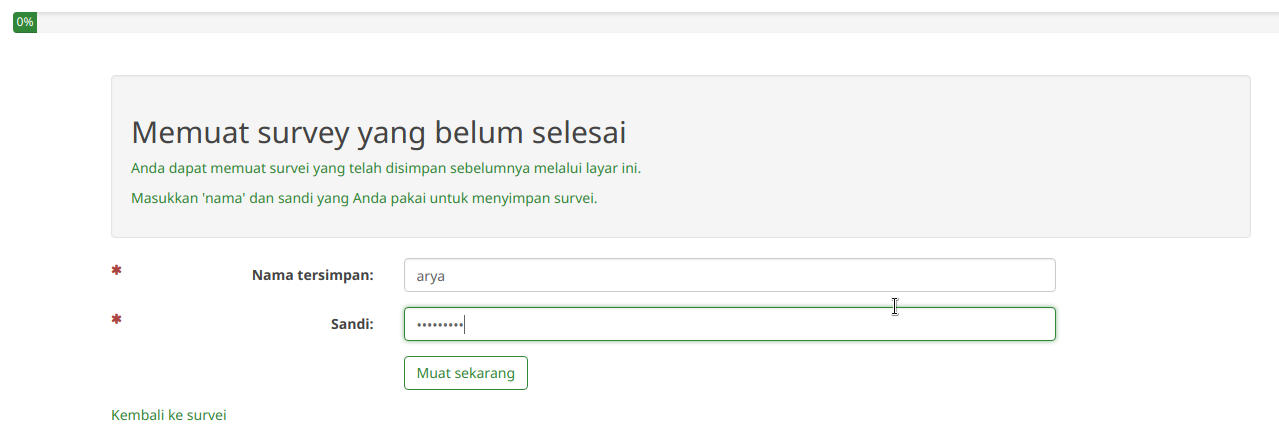 0%
Memuat survey yang belum selesai
Anda dapat memuat survei yang telah disimpan sebelumnya melalui layar ini.
Masukkan 'nama' dan sandi yang Anda pakai untuk menyimpan survei.
* Nama tersimpan: arya
* Sandi: •••••••••
Muat sekarang
Kembali ke survei